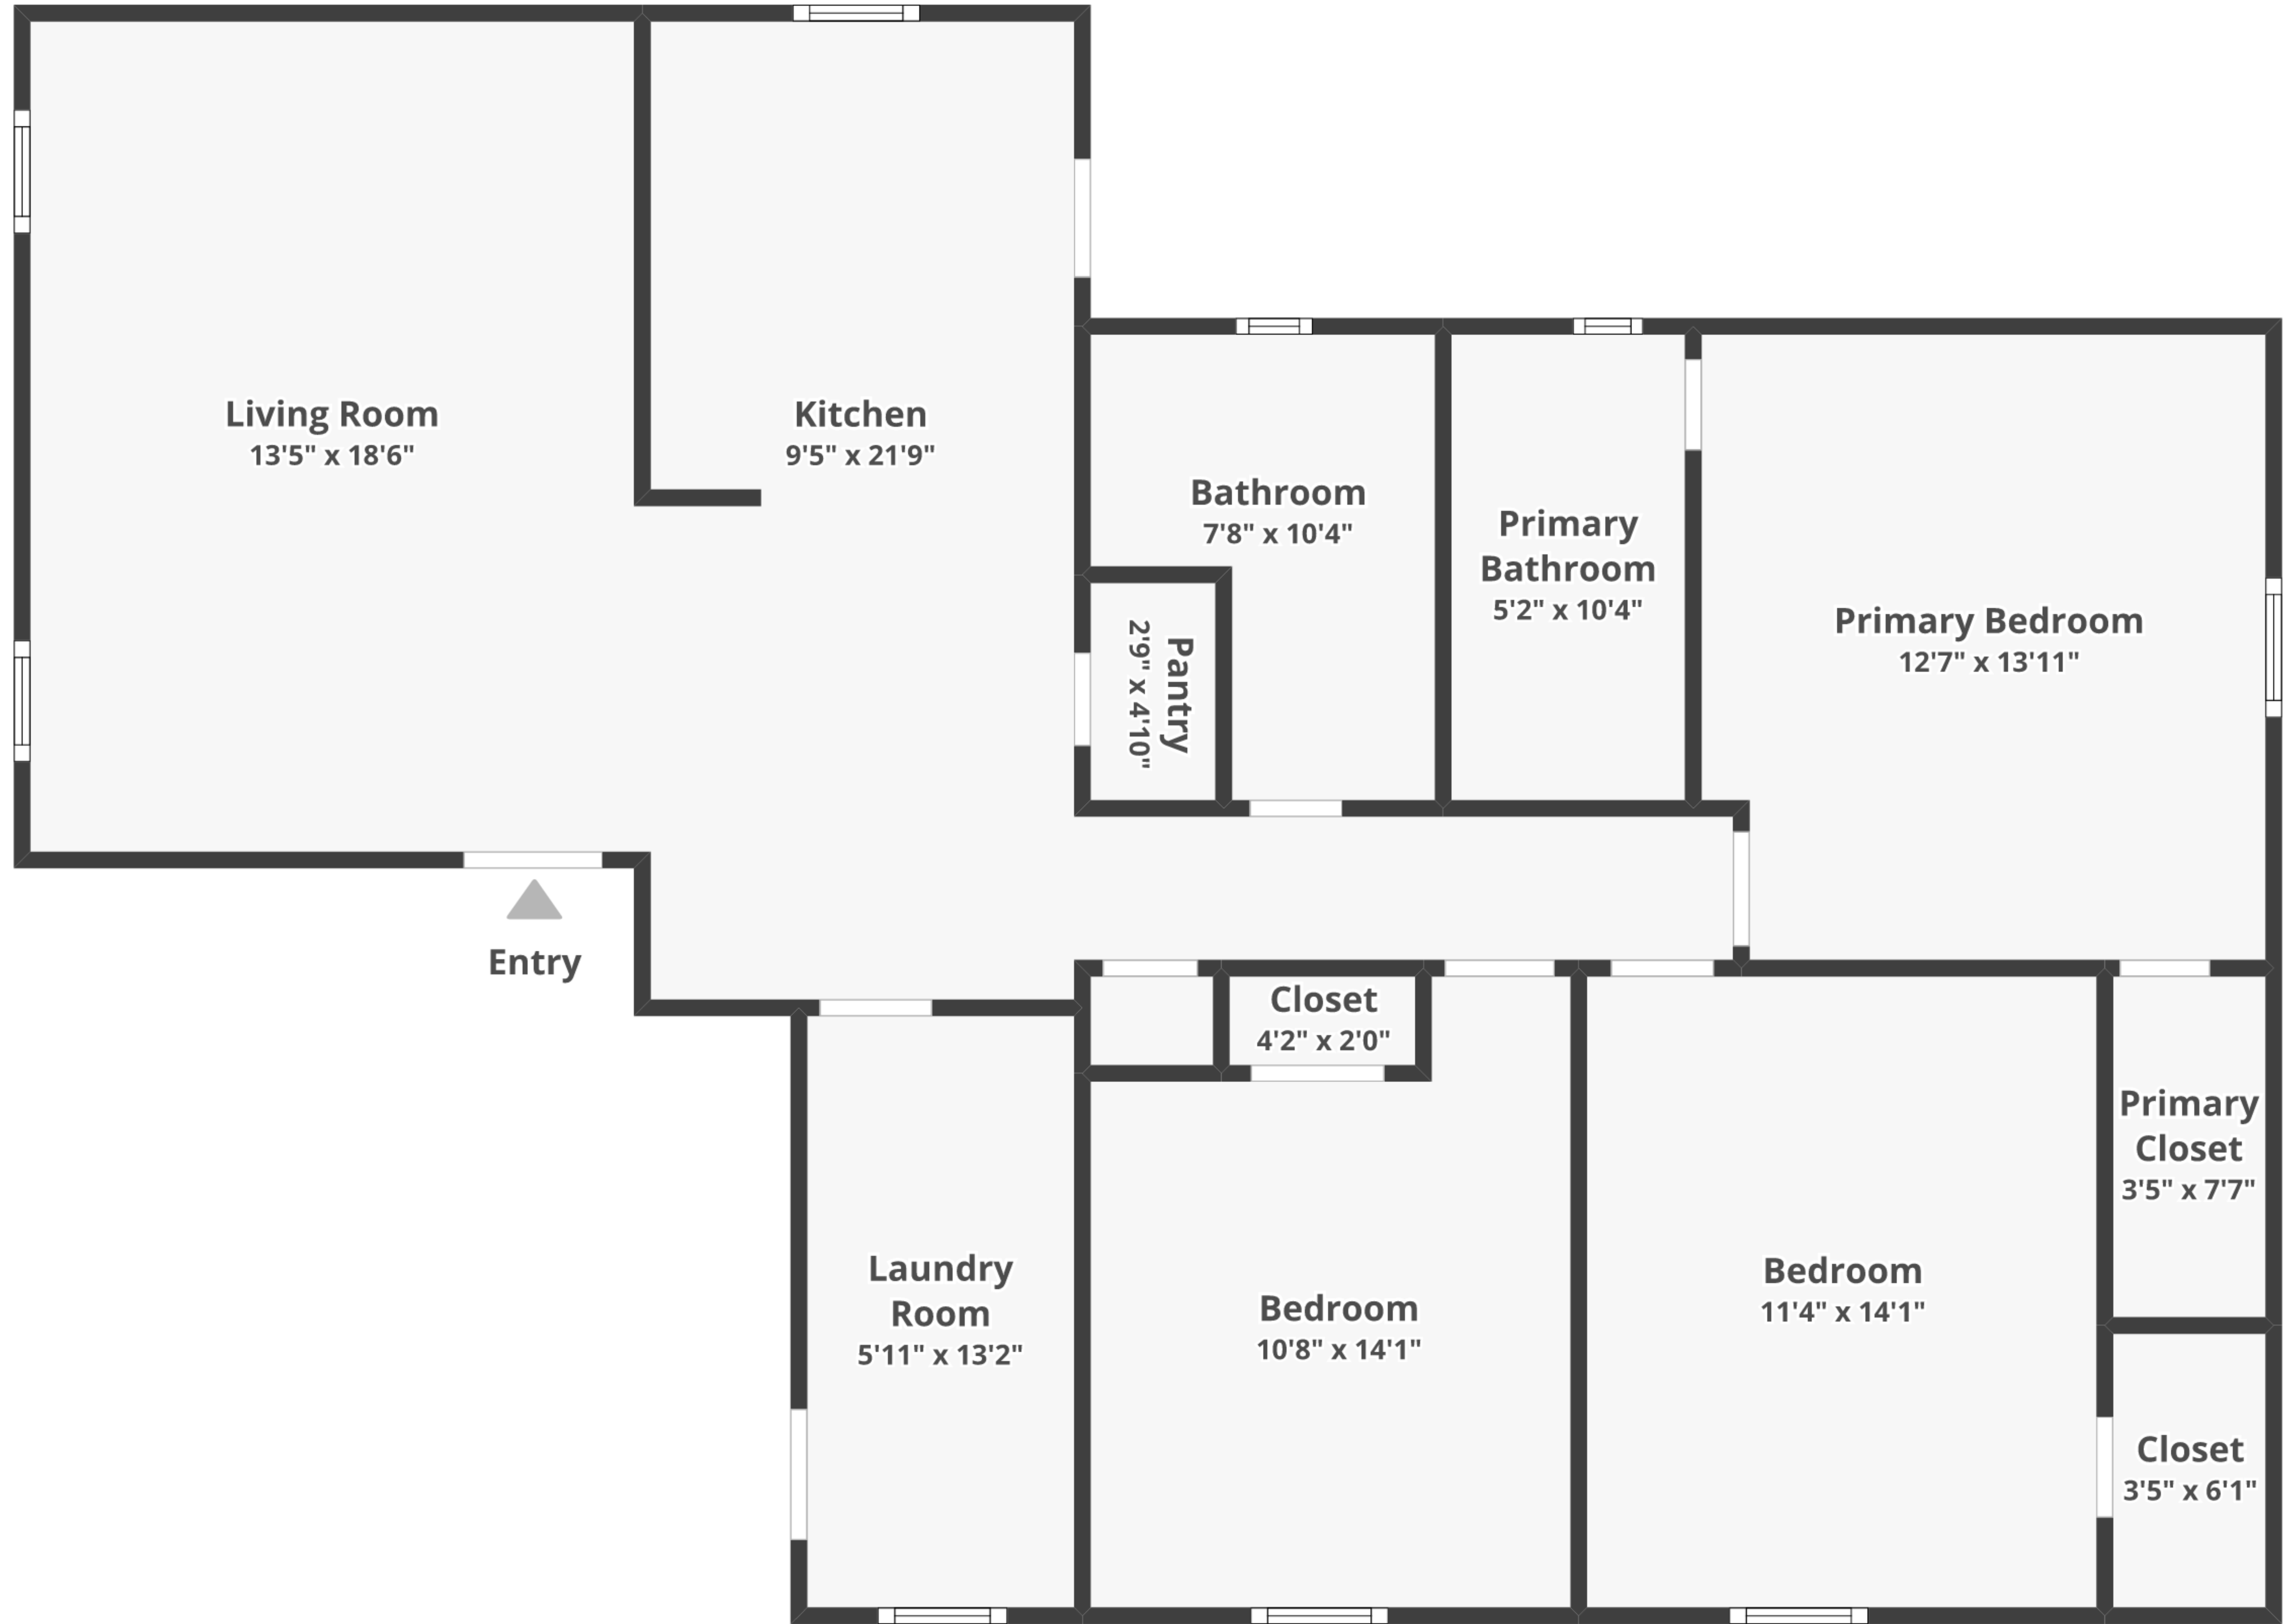 Living Room
13'5" x 18'6"
Kitchen
9'5" x 21'9"
Bathroom
7'8" x 10'4"
Primary
Bathroom
5'2" x 10'4"
Primary Bedroom
12'7" x 13'11"
Pantry
2'9" x 4'10"
Entry
Closet
4'2" x 2'0"
Primary
Closet
3'5" x 7'7"
Laundry
Room
5'11" x 13'2"
Bedroom
10'8" x 14'1"
Bedroom
11'4" x 14'1"
Closet
3'5" x 6'1"